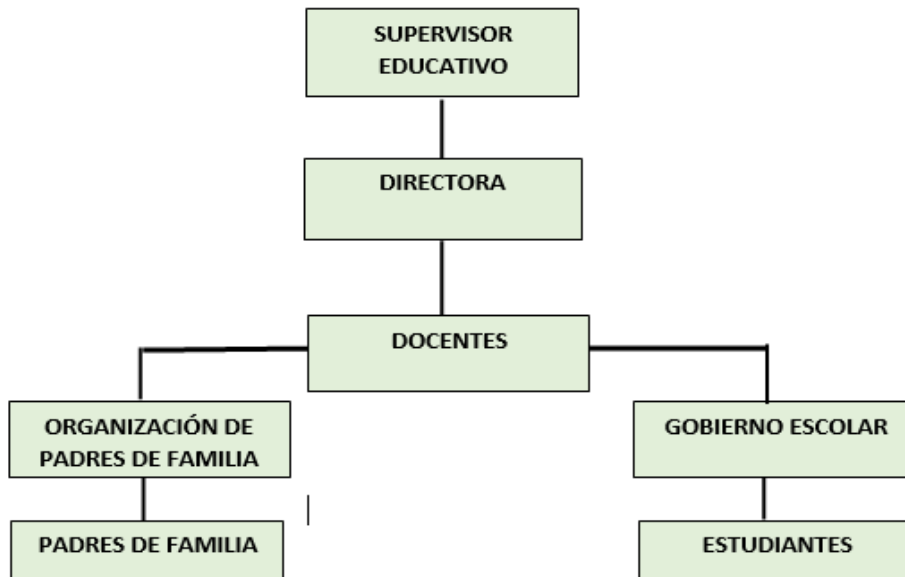 SUPERVISOR
EDUCATIVO
DIRECTORA
DOCENTES
ORGANIZACIÓN DE
PADRES DE FAMILIA
GOBIERNO ESCOLAR
PADRES DE FAMILIA
ESTUDIANTES